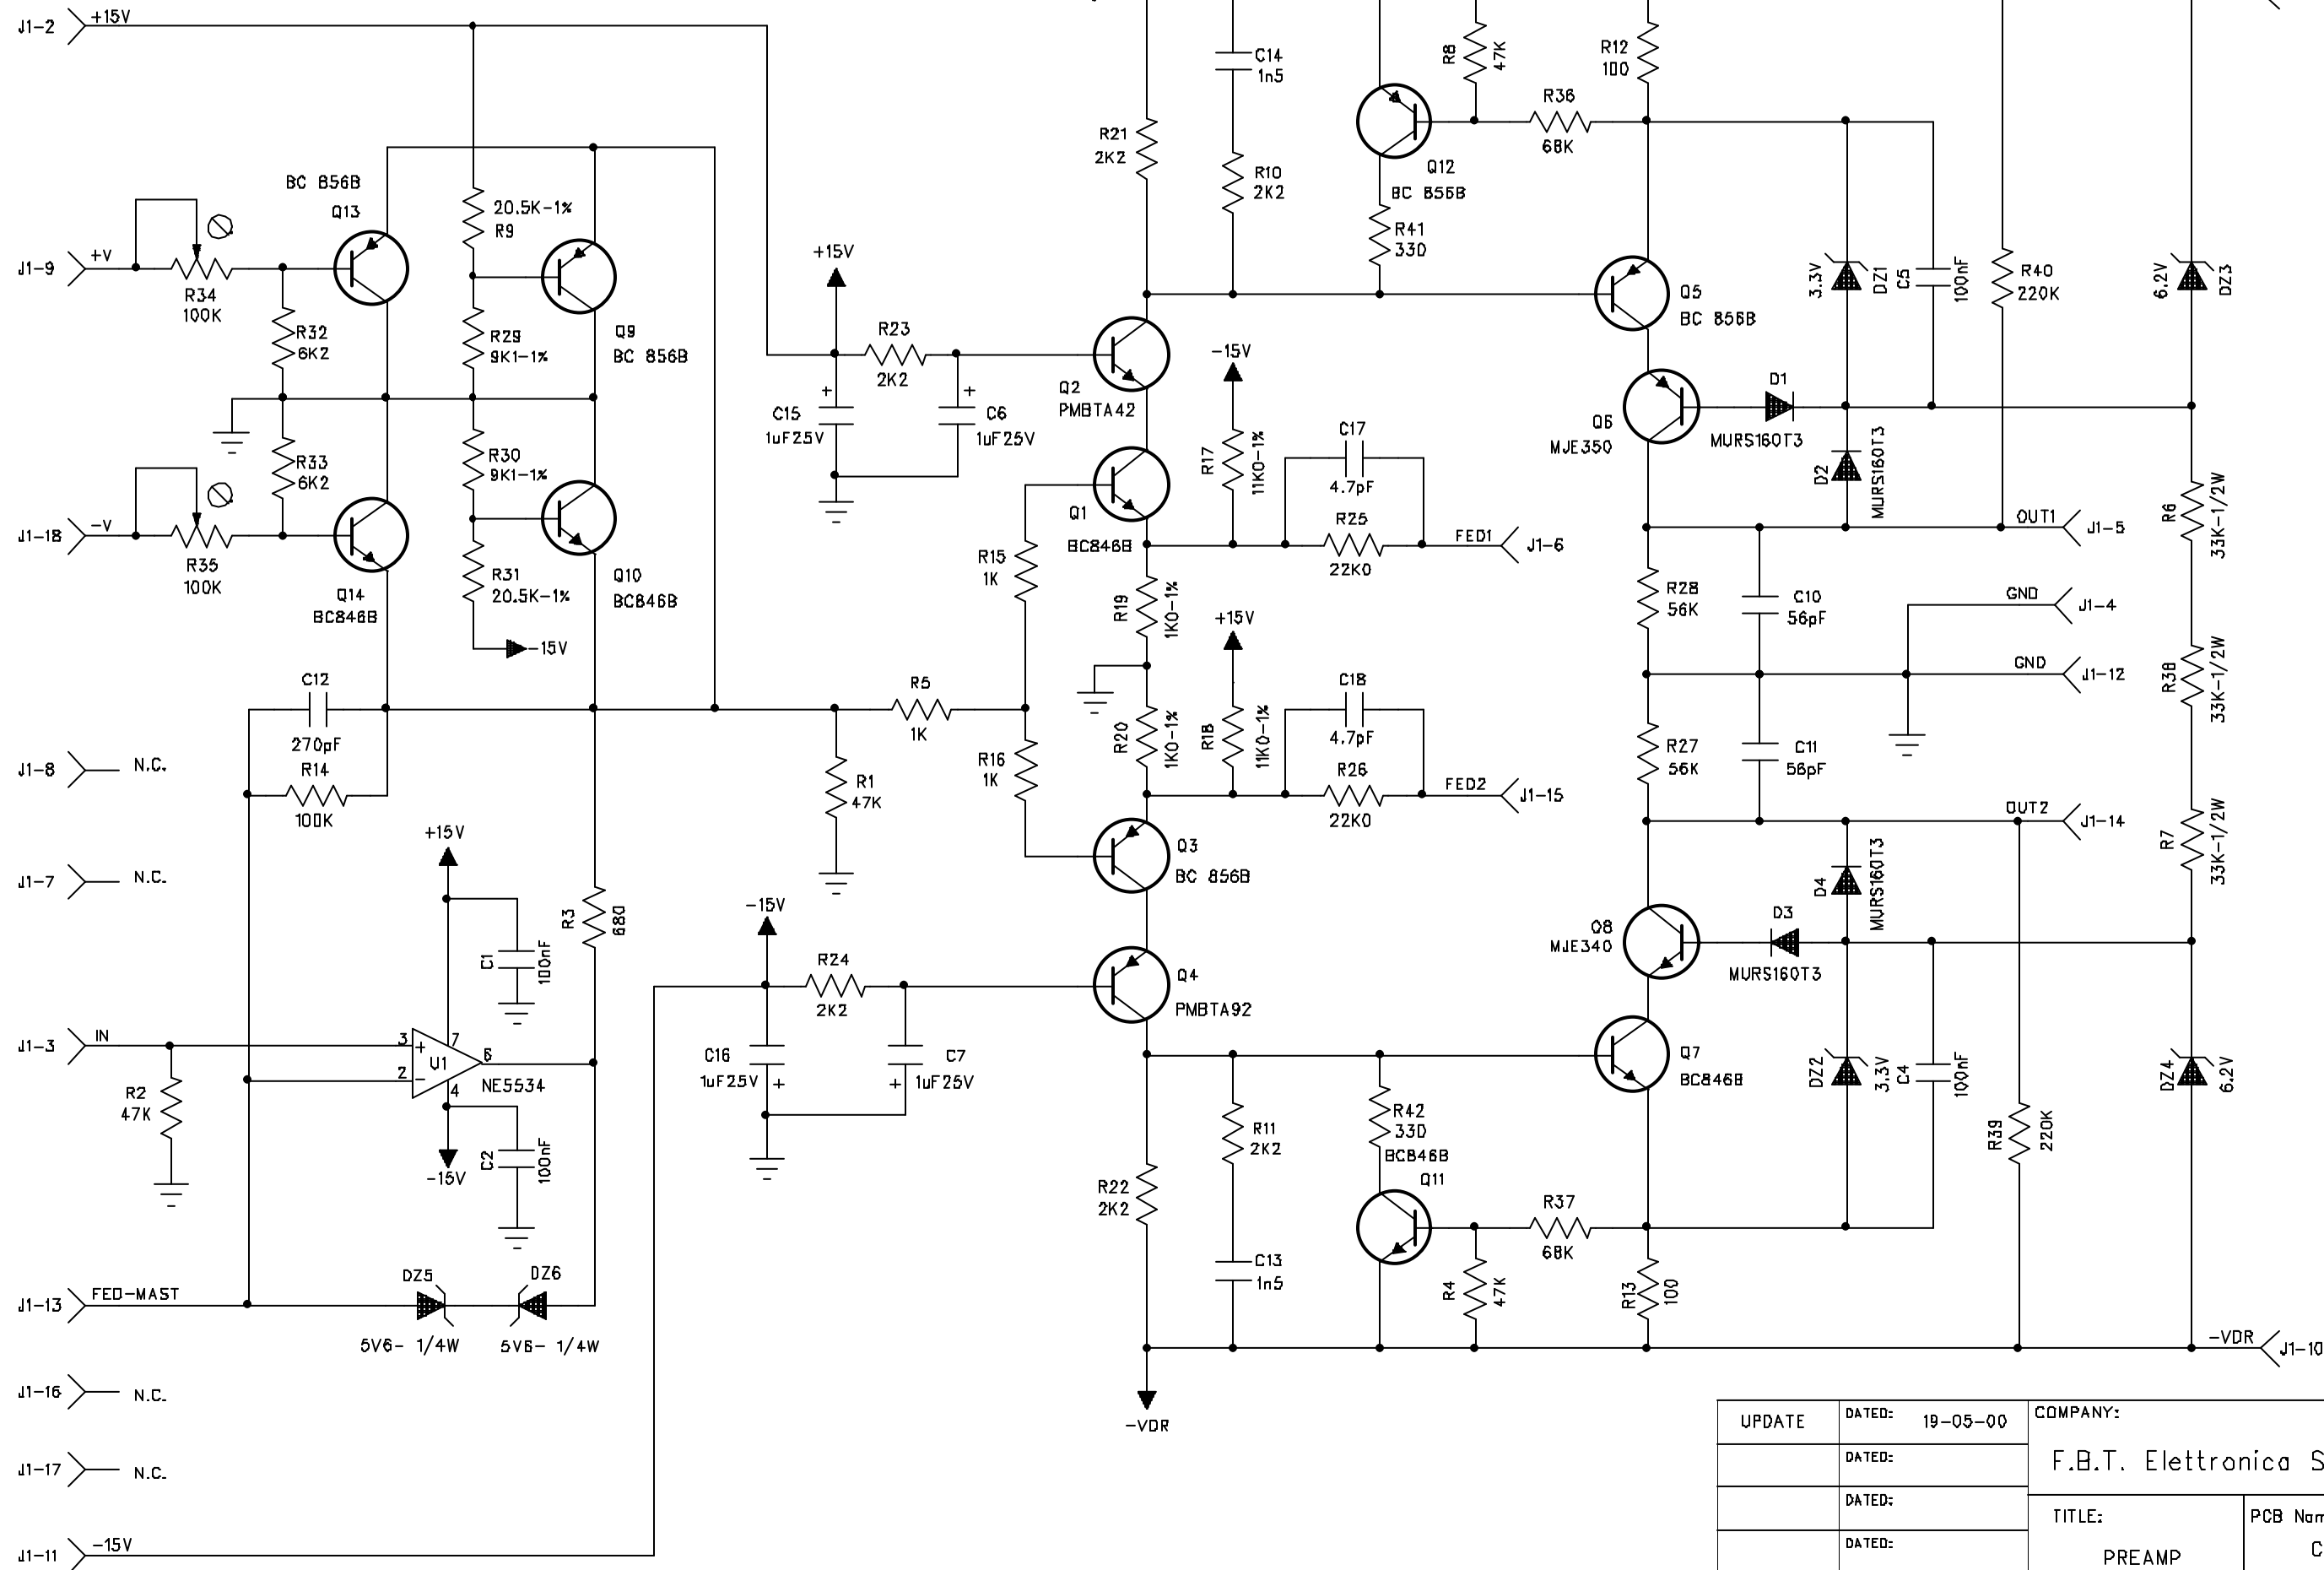 J1-2
+15V
C14
1n5
R8
47K
R12
100
R36
68K
R21
2K2
R10
2K2
Q12
BC 856B
R41
330
BC 856B
Q13
20.5K-1%
R9
J1-9
+V
R34
100K
R32
6K2
R29
9K1-1%
Q9
BC 856B
+15V
R23
2K2
C15
1uF25V
C6
1uF25V
Q2
PMBTA42
-15V
R17
11K0-1%
Q5
BC 856B
3.3V
DZ1
C5
100nF
R40
220K
6.2V
DZ3
D1
MURS160T3
Q6
MJE350
D2
MURS160T3
C17
4.7pF
R25
22K0
FED1
J1-6
Q1
BC846B
R33
6K2
R30
9K1-1%
J1-18
-V
R35
100K
Q14
BC846B
R31
20.5K-1%
Q10
BC846B
-15V
R15
1K
R19
1K0-1%
+15V
OUT1
J1-5
R6
33K-1/2W
R28
56K
C10
56pF
GND
J1-4
GND
J1-12
R38
33K-1/2W
C12
270pF
R14
100K
R5
1K
R16
1K
R1
47K
R20
1K0-1%
R18
11K0-1%
C18
4.7pF
R26
22K0
FED2
J1-15
R27
56K
C11
56pF
OUT2
J1-14
R7
33K-1/2W
J1-8
N.C.
J1-7
N.C.
+15V
C1
100nF
R3
680
Q3
BC 856B
D4
MURS160T3
Q8
MJE340
D3
MURS160T3
-15V
R24
2K2
Q4
PMBTA92
C16
1uF25V
C7
1uF25V
J1-3
IN
R2
47K
3
+
7
U1
6
2
-
4
NE5534
C2
100nF
-15V
Q7
BC846B
DZ2
3.3V
C4
100nF
DZ4
6.2V
R11
2K2
R42
330
BC846B
Q11
R39
220K
R22
2K2
R37
68K
C13
1n5
R4
47K
R13
100
J1-13
FED-MAST
DZ5
DZ6
5V6- 1/4W
5V6- 1/4W
-VDR
J1-10
J1-16
N.C.
-VDR
J1-17
N.C.
J1-11
-15V
UPDATE
DATED: 19-05-00
COMPANY:
DATED:
F.B.T. Elettronica S
DATED:
TITLE:
PCB Nam
DATED:
PREAMP
C